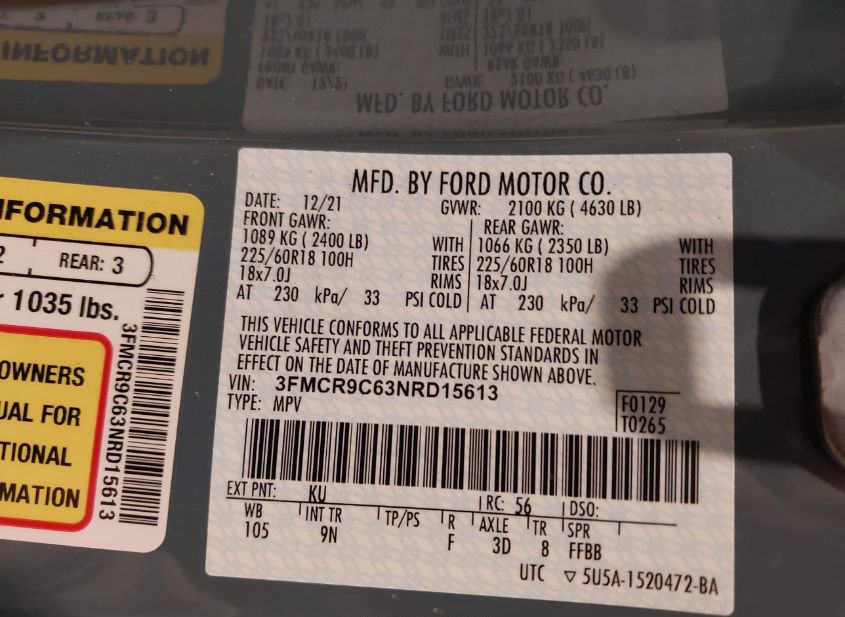 NFORMATION
2 REAR: 3
1035 lbs.
3FMCR9C63NRD15613
OWNERS
UAL FOR
TIONAL
MATION
MFD. BY FORD MOTOR CO.
DATE: 12/21 GVWR: 2100 KG ( 4630 LB)
FRONT GAWR: REAR GAWR:
1089 KG ( 2400 LB) WITH 1066 KG ( 2350 LB) WITH
225/60R18 100H TIRES 225/60R18 100H TIRES
18x7.0J RIMS 18x7.0J RIMS
AT 230 kPa/ 33 PSI COLD AT 230 kPa/ 33 PSI COLD
THIS VEHICLE CONFORMS TO ALL APPLICABLE FEDERAL MOTOR
VEHICLE SAFETY AND THEFT PREVENTION STANDARDS IN
EFFECT ON THE DATE OF MANUFACTURE SHOWN ABOVE.
VIN: 3FMCR9C63NRD15613
TYPE: MPV
F0129
T0265
EXT PNT: KU RC: 56 DSO:
WB INT TR TP/PS R AXLE TR SPR
105 9N F 3D 8 FFBB
UTC ▽ 5U5A-1520472-BA